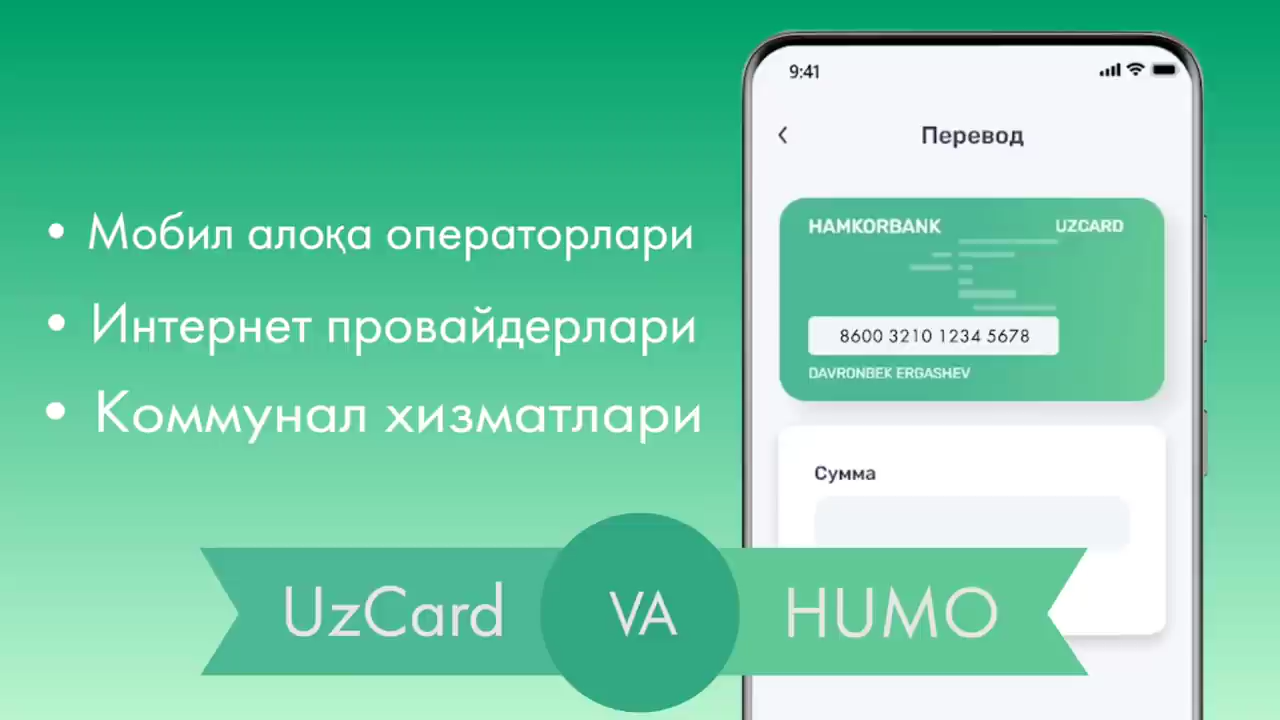 • Мобил алоқа операторлари
• Интернет провайдерлари
• Коммунал хизматлари
9:41
Перевод
HAMKORBANK UZCARD
8600 3210 1234 5678
DAVRONBEK ERGASHEV
Сумма
UzCard VA HUMO